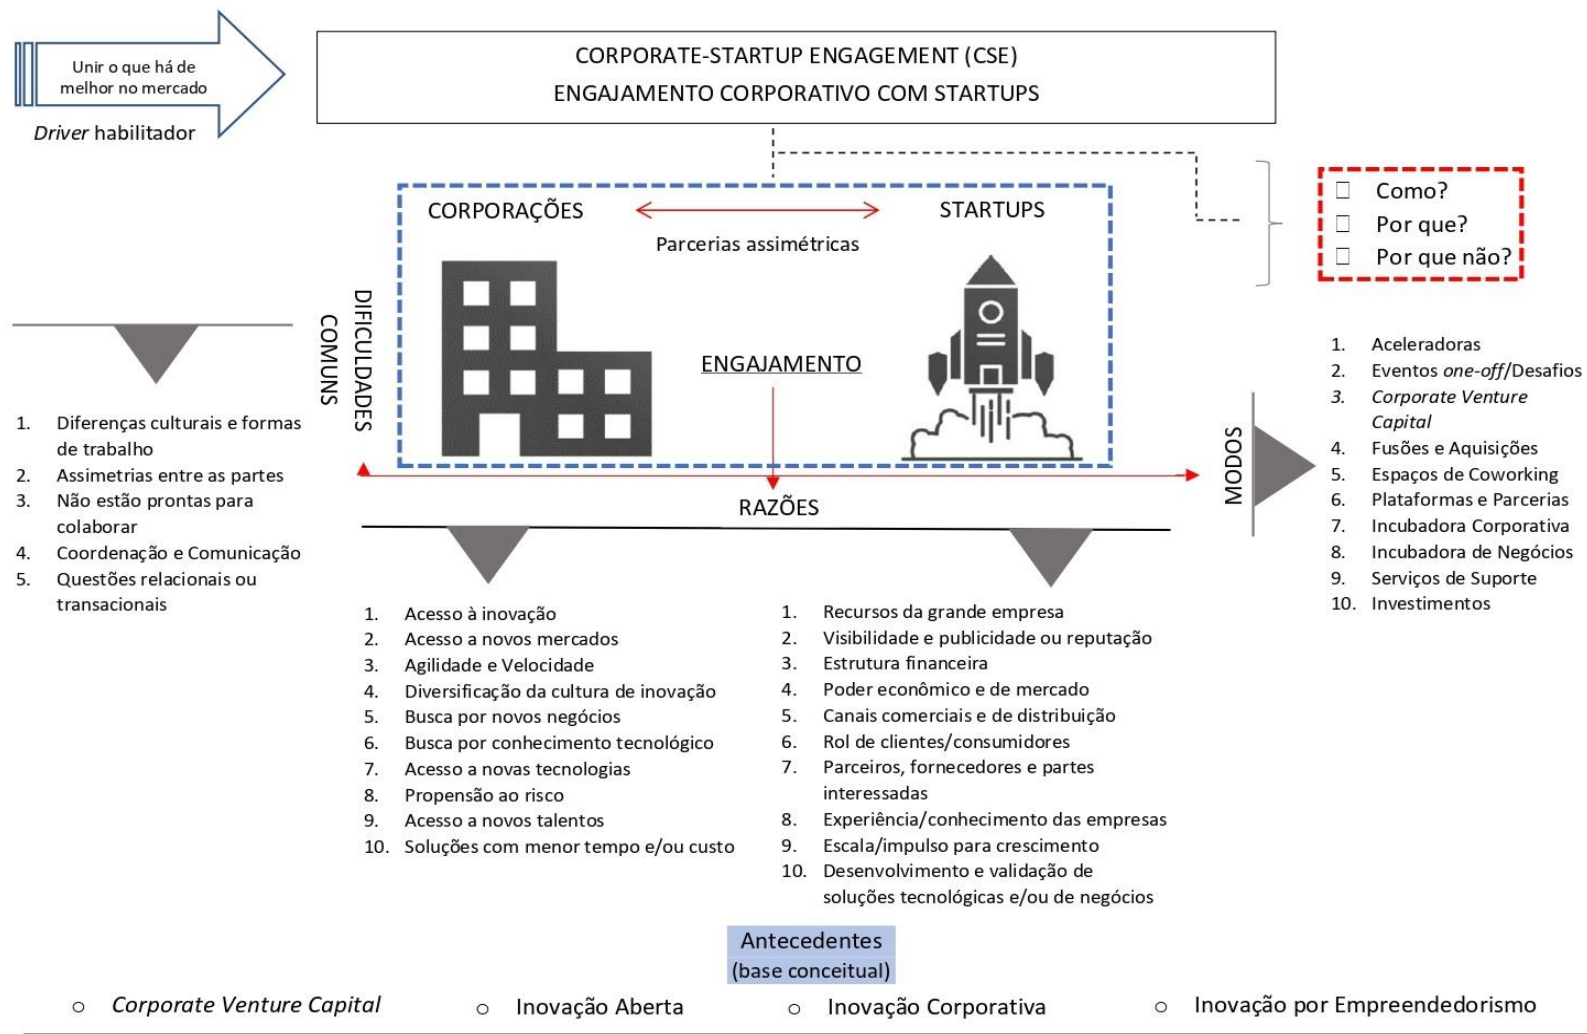 Unir o que há de
melhor no mercado
Driver habilitador
CORPORATE-STARTUP ENGAGEMENT (CSE)
ENGAJAMENTO CORPORATIVO COM STARTUPS
Como?
Por que?
Por que não?
CORPORAÇÕES
STARTUPS
Parcerias assimétricas
ENGAJAMENTO
DIFICULDADES
COMUNS
RAZÕES
MODOS
1. Diferenças culturais e formas
de trabalho
2. Assimetrias entre as partes
3. Não estão prontas para
colaborar
4. Coordenação e Comunicação
5. Questões relacionais ou
transacionais
1. Acesso à inovação
2. Acesso a novos mercados
3. Agilidade e Velocidade
4. Diversificação da cultura de inovação
5. Busca por novos negócios
6. Busca por conhecimento tecnológico
7. Acesso a novas tecnologias
8. Propensão ao risco
9. Acesso a novos talentos
10. Soluções com menor tempo e/ou custo
1. Recursos da grande empresa
2. Visibilidade e publicidade ou reputação
3. Estrutura financeira
4. Poder econômico e de mercado
5. Canais comerciais e de distribuição
6. Rol de clientes/consumidores
7. Parceiros, fornecedores e partes
interessadas
8. Experiência/conhecimento das empresas
9. Escala/impulso para crescimento
10. Desenvolvimento e validação de
soluções tecnológicas e/ou de negócios
1. Aceleradoras
2. Eventos one-off/Desafios
3. Corporate Venture
Capital
4. Fusões e Aquisições
5. Espaços de Coworking
6. Plataformas e Parcerias
7. Incubadora Corporativa
8. Incubadora de Negócios
9. Serviços de Suporte
10. Investimentos
Antecedentes
(base conceitual)
o Corporate Venture Capital
o Inovação Aberta
o Inovação Corporativa
o Inovação por Empreendedorismo